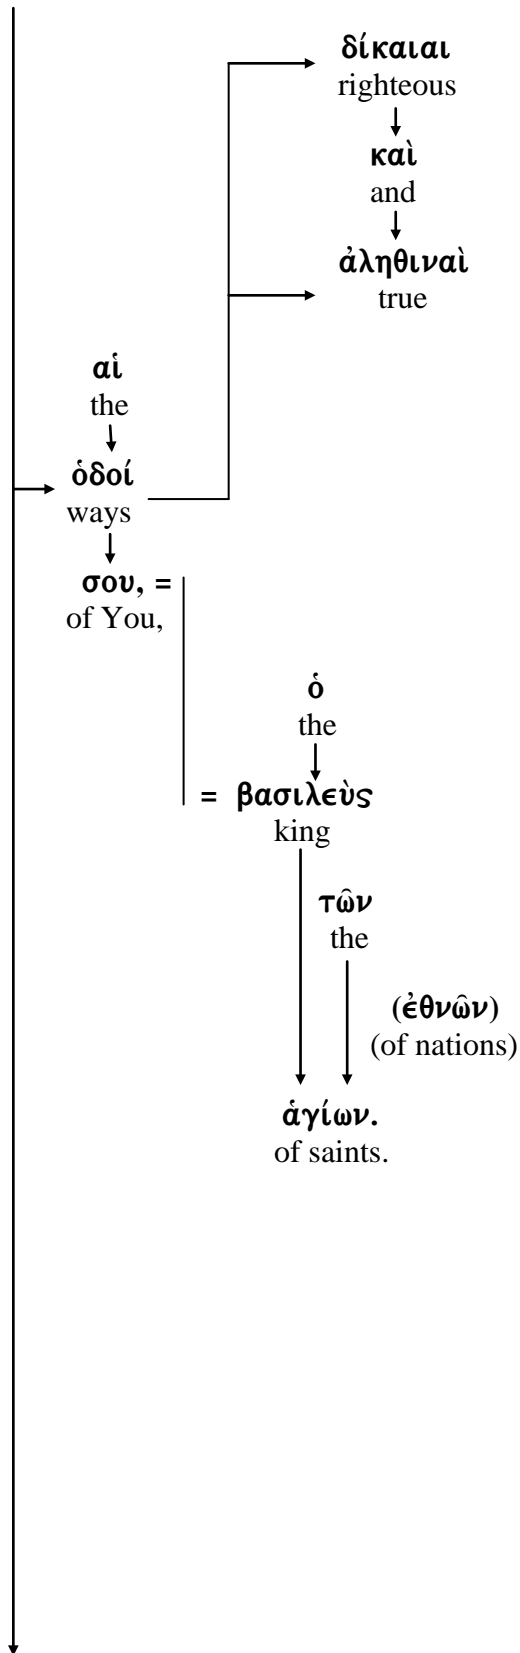 δίκαιαι
righteous
καὶ
and
ἀληθιναὶ
true
αἱ
the
ὁδοί
ways
σου, =
of You,
ὁ
the
= βασιλεὺς
king
τῶν
the
(ἐθνῶν)
(of nations)
ἁγίων.
of saints.